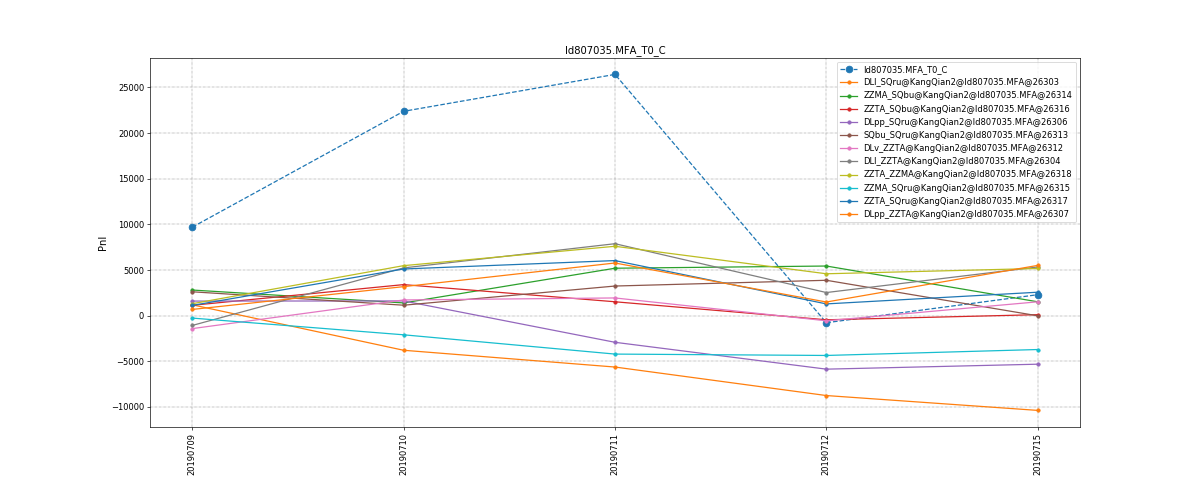 ld807035.MFA_T0_C
25000
20000
15000
10000
5000
0
−5000
−10000
Pnl
20190709
20190710
20190711
20190712
20190715
ld807035.MFA_T0_C
DLl_SQru@KangQian2@ld807035.MFA@26303
ZZMA_SQbu@KangQian2@ld807035.MFA@26314
ZZTA_SQbu@KangQian2@ld807035.MFA@26316
DLpp_SQru@KangQian2@ld807035.MFA@26306
SQbu_SQru@KangQian2@ld807035.MFA@26313
DLv_ZZTA@KangQian2@ld807035.MFA@26312
DLl_ZZTA@KangQian2@ld807035.MFA@26304
ZZTA_ZZMA@KangQian2@ld807035.MFA@26318
ZZMA_SQru@KangQian2@ld807035.MFA@26315
ZZTA_SQru@KangQian2@ld807035.MFA@26317
DLpp_ZZTA@KangQian2@ld807035.MFA@26307